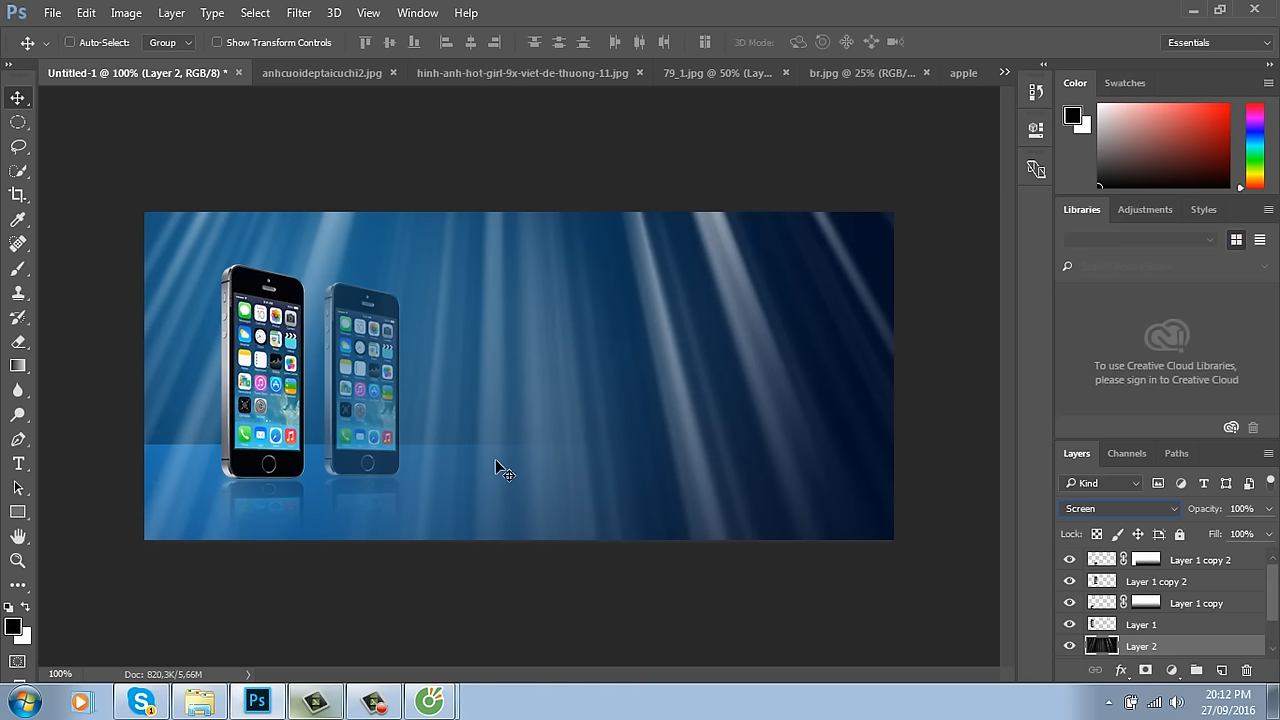 Ps File Edit Image Layer Type Select Filter 3D View Window Help
Auto-Select: Group Show Transform Controls 3D Mode: Essentials
Untitled-1 @ 100% (Layer 2, RGB/8) * × anhcuoideptaicuchi2.jpg × hinh-anh-hot-girl-9x-viet-de-thuong-11.jpg × 79_1.jpg @ 50% (Lay... × br.jpg @ 25% (RGB/... × apple
Color Swatches
Libraries Adjustments Styles
To use Creative Cloud Libraries,
please sign in to Creative Cloud
Layers Channels Paths
Kind
Screen Opacity: 100%
Lock: Fill: 100%
Layer 1 copy 2
Layer 1 copy 2
Layer 1 copy
Layer 1
Layer 2
100% Doc: 820,3K/5,66M
Ps
20:12 PM
27/09/2016